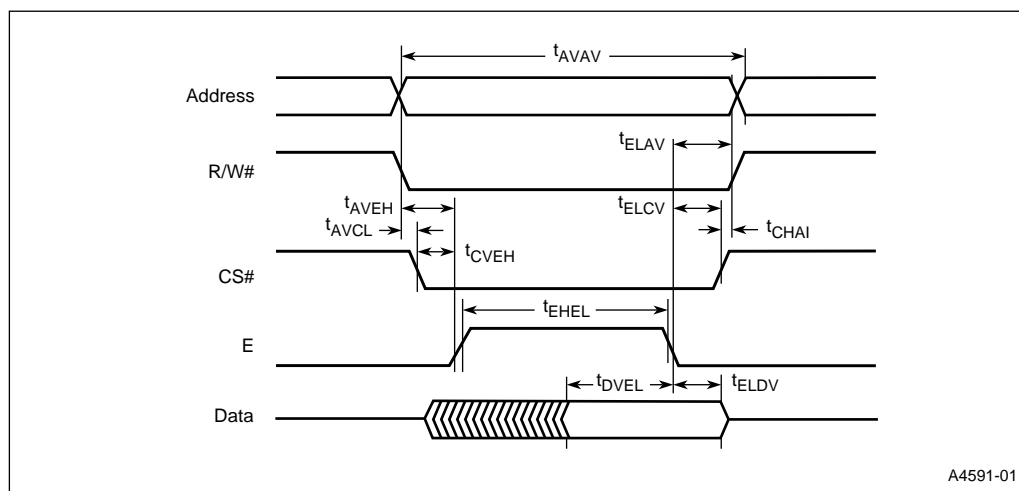 tAVAV
Address
tELAV
R/W#
tAVEH
tELCV
tAVCL
tCHAI
tCVEH
CS#
tEHEL
E
tDVEL
tELDV
Data
A4591-01